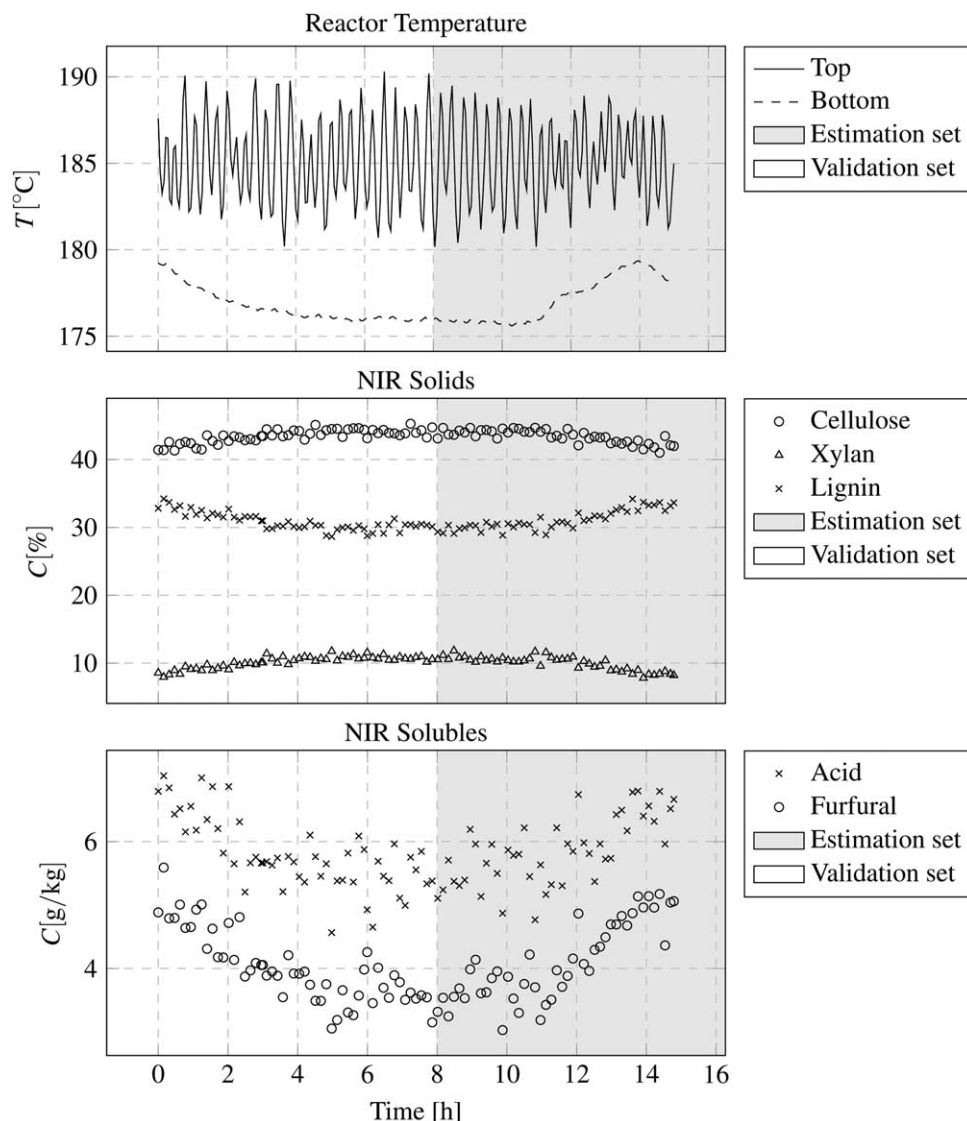 Reactor Temperature
190
185
180
175
T [°C]
Top
Bottom
Estimation set
Validation set
NIR Solids
40
30
20
10
C[%]
Cellulose
Xylan
Lignin
Estimation set
Validation set
NIR Solubles
6
4
C[g/kg]
Acid
Furfural
Estimation set
Validation set
0 2 4 6 8 10 12 14 16
Time [h]